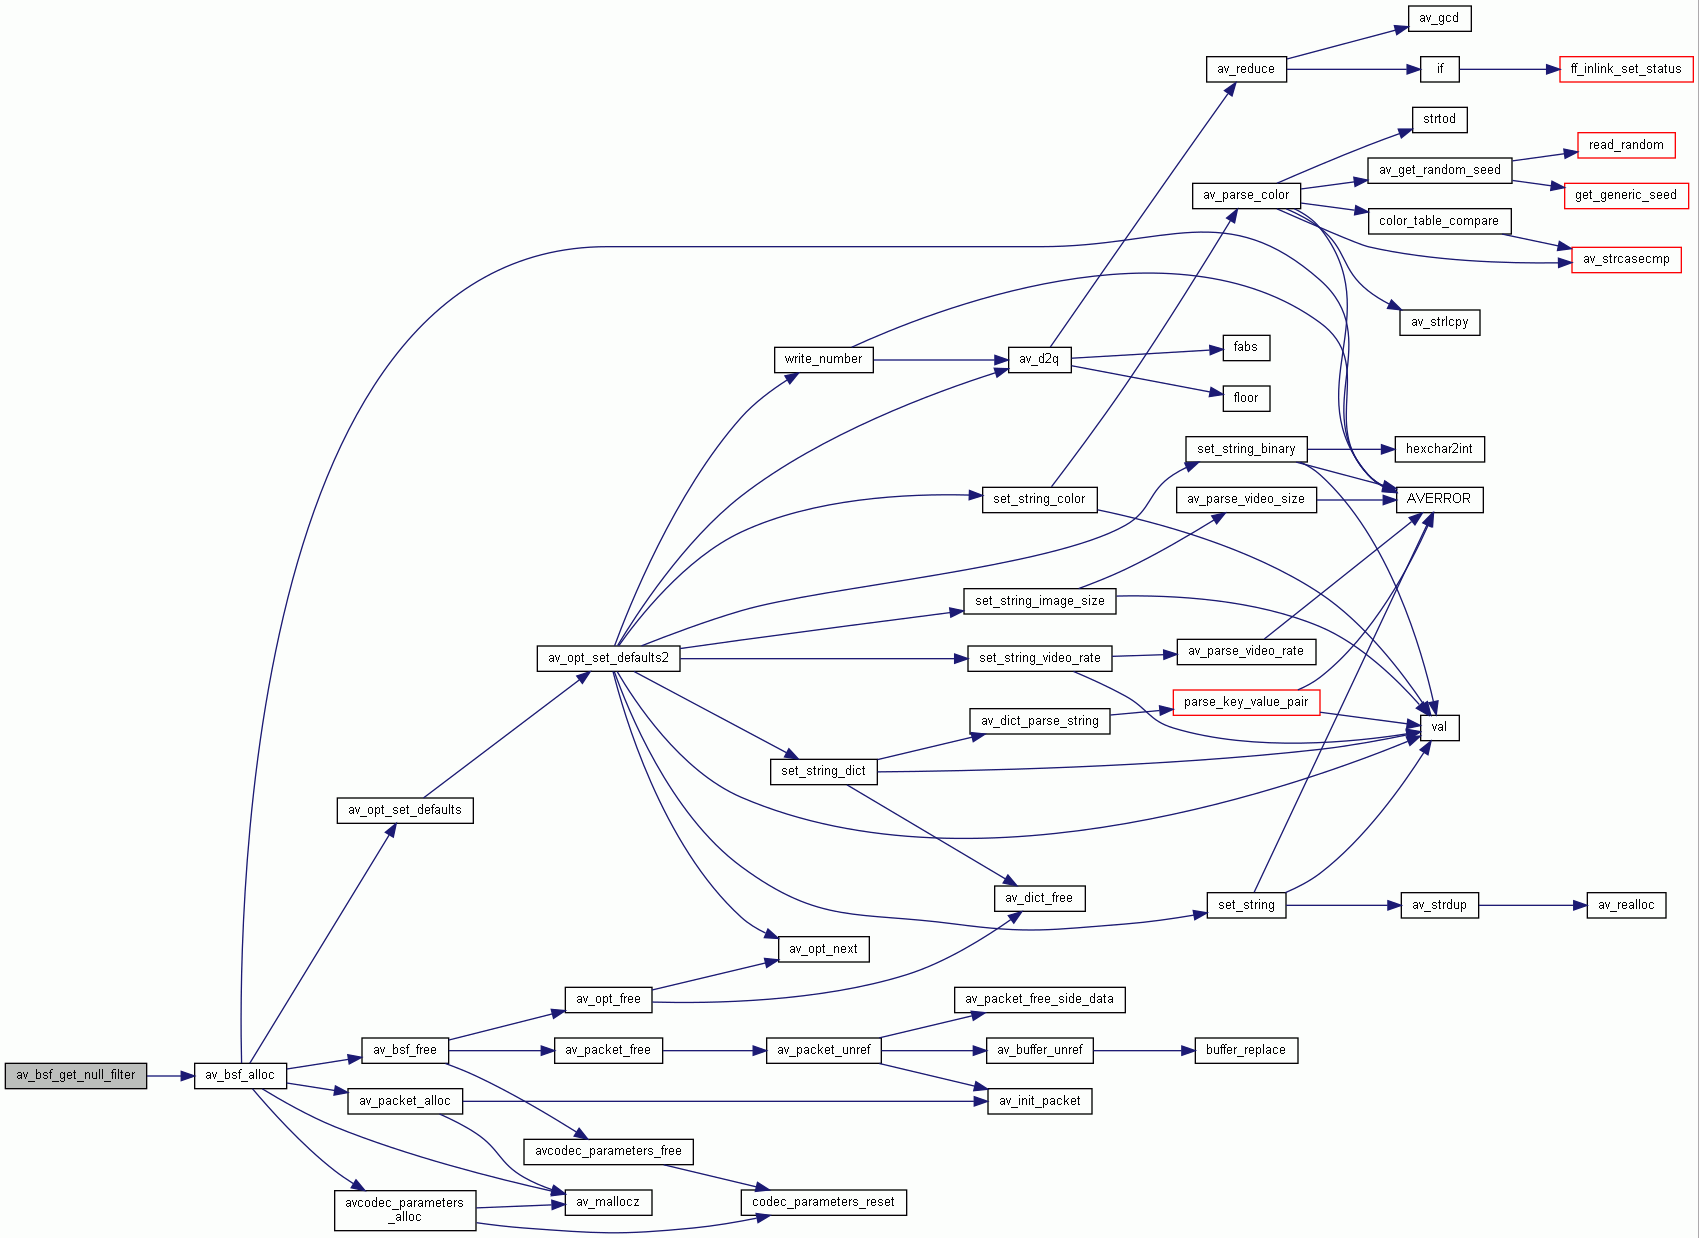 av_gcd
av_reduce
if
ff_inlink_set_status
strtod
read_random
av_get_random_seed
av_parse_color
get_generic_seed
color_table_compare
av_strcasecmp
av_strlcpy
write_number
av_d2q
fabs
floor
set_string_binary
hexchar2int
set_string_color
av_parse_video_size
AVERROR
set_string_image_size
av_opt_set_defaults2
set_string_video_rate
av_parse_video_rate
parse_key_value_pair
av_dict_parse_string
val
set_string_dict
av_opt_set_defaults
av_dict_free
set_string
av_strdup
av_realloc
av_opt_next
av_opt_free
av_packet_free_side_data
av_bsf_free
av_packet_free
av_packet_unref
av_buffer_unref
buffer_replace
av_bsf_get_null_filter
av_bsf_alloc
av_packet_alloc
av_init_packet
avcodec_parameters_free
avcodec_parameters
_alloc
av_mallocz
codec_parameters_reset